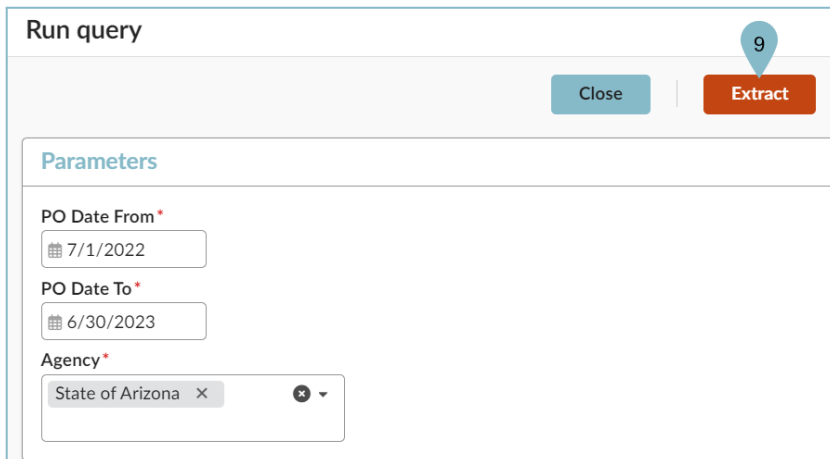 Run query
9
Close Extract
Parameters
PO Date From*
7/1/2022
PO Date To*
6/30/2023
Agency*
State of Arizona ×